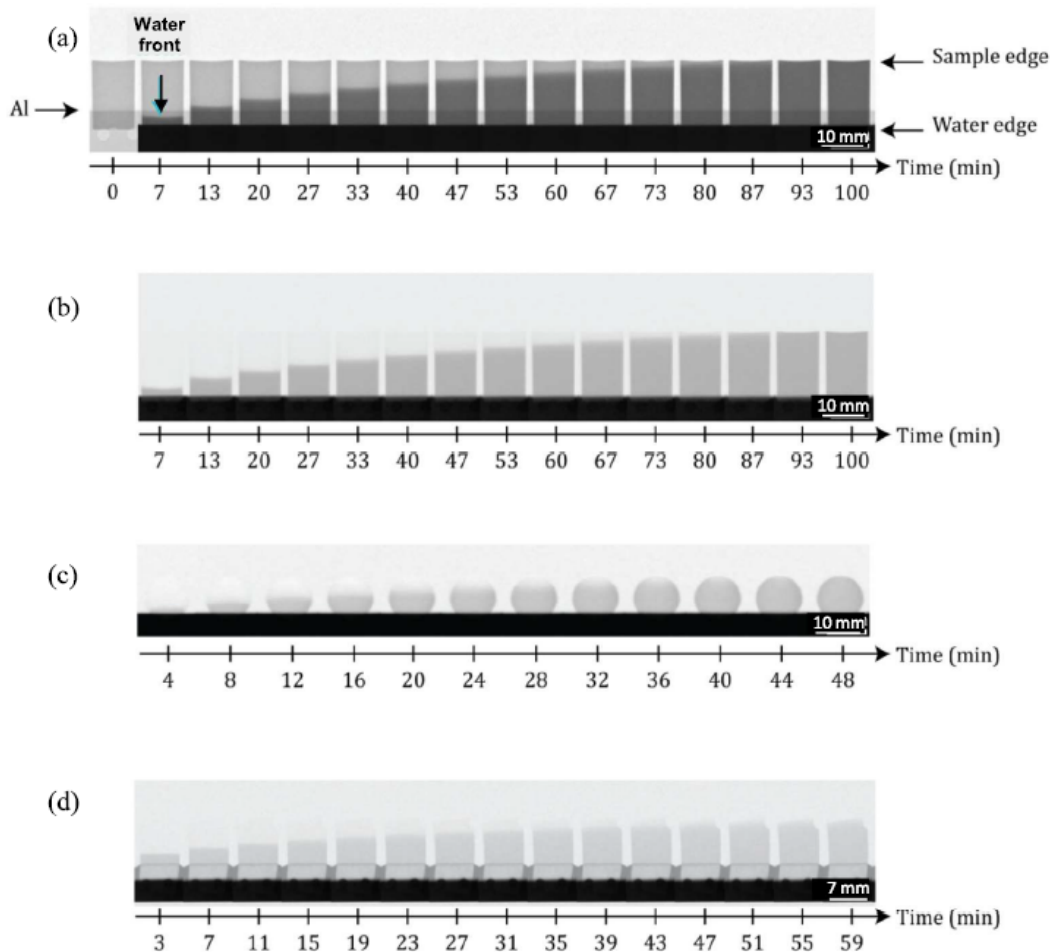 (a)
Water
front
Al
Sample edge
Water edge
10 mm
Time (min)
0 7 13 20 27 33 40 47 53 60 67 73 80 87 93 100
(b)
10 mm
Time (min)
7 13 20 27 33 40 47 53 60 67 73 80 87 93 100
(c)
10 mm
Time (min)
4 8 12 16 20 24 28 32 36 40 44 48
(d)
7 mm
Time (min)
3 7 11 15 19 23 27 31 35 39 43 47 51 55 59